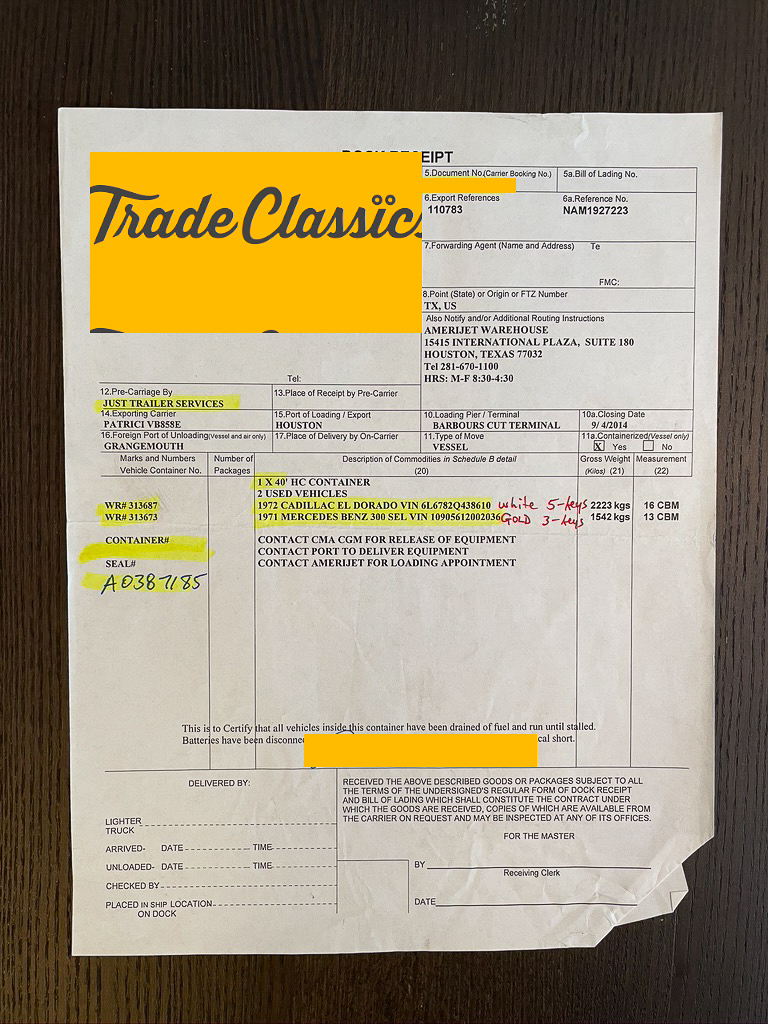 DOCK RECEIPT
Trade Classics
5.Document No.(Carrier Booking No.)
5a.Bill of Lading No.
6.Export References
110783
6a.Reference No.
NAM1927223
7.Forwarding Agent (Name and Address) Te
FMC:
8.Point (State) or Origin or FTZ Number
TX, US
Also Notify and/or Additional Routing Instructions
AMERIJET WAREHOUSE
15415 INTERNATIONAL PLAZA, SUITE 180
HOUSTON, TEXAS 77032
Tel 281-670-1100
HRS: M-F 8:30-4:30
Tel:
12.Pre-Carriage By
JUST TRAILER SERVICES
13.Place of Receipt by Pre-Carrier
14.Exporting Carrier
PATRICI VB858E
15.Port of Loading / Export
HOUSTON
10.Loading Pier / Terminal
BARBOURS CUT TERMINAL
10a.Closing Date
9/ 4/2014
16.Foreign Port of Unloading(Vessel and air only)
GRANGEMOUTH
17.Place of Delivery by On-Carrier
11.Type of Move
VESSEL
11a.Containerized(Vessel only)
X Yes No
Marks and Numbers
Vehicle Container No.
Number of
Packages
Description of Commodities in Schedule B detail
(20)
Gross Weight
(Kilos) (21)
Measurement
(22)
1 X 40' HC CONTAINER
2 USED VEHICLES
WR# 313687 1972 CADILLAC EL DORADO VIN 6L6782Q438610 white 5-keys 2223 kgs 16 CBM
WR# 313673 1971 MERCEDES BENZ 300 SEL VIN 10905612002036 GOLD 3-keys 1542 kgs 13 CBM
CONTAINER# CONTACT CMA CGM FOR RELEASE OF EQUIPMENT
CONTACT PORT TO DELIVER EQUIPMENT
SEAL# CONTACT AMERIJET FOR LOADING APPOINTMENT
A0387185
This is to Certify that all vehicles inside this container have been drained of fuel and run until stalled.
Batteries have been disconnec cal short.
DELIVERED BY:
LIGHTER
TRUCK
ARRIVED- DATE TIME
UNLOADED- DATE TIME
CHECKED BY
PLACED IN SHIP LOCATION
ON DOCK
RECEIVED THE ABOVE DESCRIBED GOODS OR PACKAGES SUBJECT TO ALL
THE TERMS OF THE UNDERSIGNED'S REGULAR FORM OF DOCK RECEIPT
AND BILL OF LADING WHICH SHALL CONSTITUTE THE CONTRACT UNDER
WHICH THE GOODS ARE RECEIVED, COPIES OF WHICH ARE AVAILABLE FROM
THE CARRIER ON REQUEST AND MAY BE INSPECTED AT ANY OF ITS OFFICES.
FOR THE MASTER
BY
Receiving Clerk
DATE